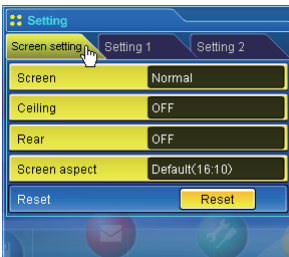 Setting
Screen setting Setting 1 Setting 2
Screen Normal
Ceiling OFF
Rear OFF
Screen aspect Default(16:10)
Reset Reset